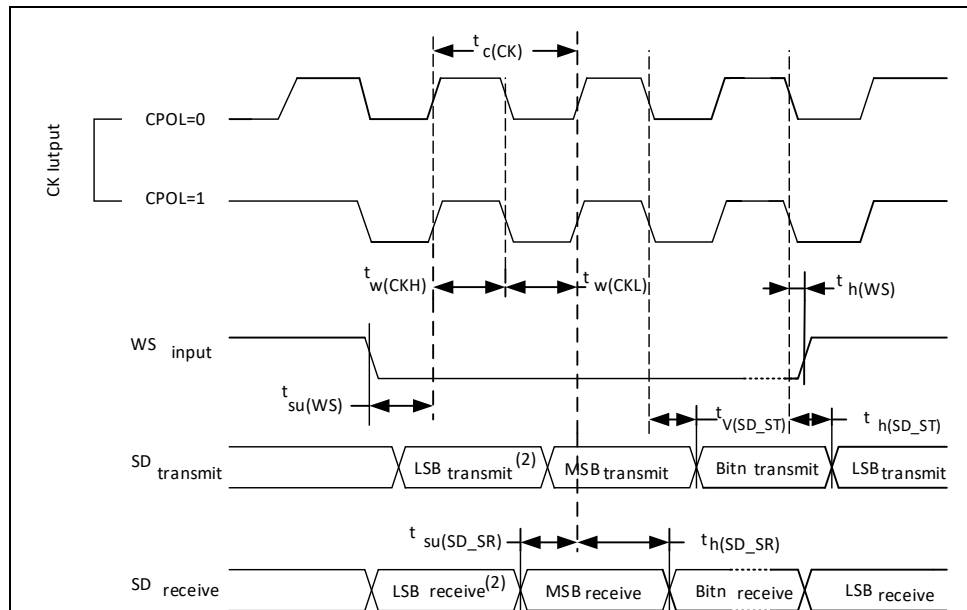 t c(CK)
CK Iutput
CPOL=0
CPOL=1
t w(CKH)
t w(CKL)
t h(WS)
WS input
t su(WS)
t V(SD_ST)
t h(SD_ST)
SD transmit
LSB transmit (2)
MSB transmit
Bitn transmit
LSB transmit
t su(SD_SR)
t h(SD_SR)
SD receive
LSB receive (2)
MSB receive
Bitn receive
LSB receive